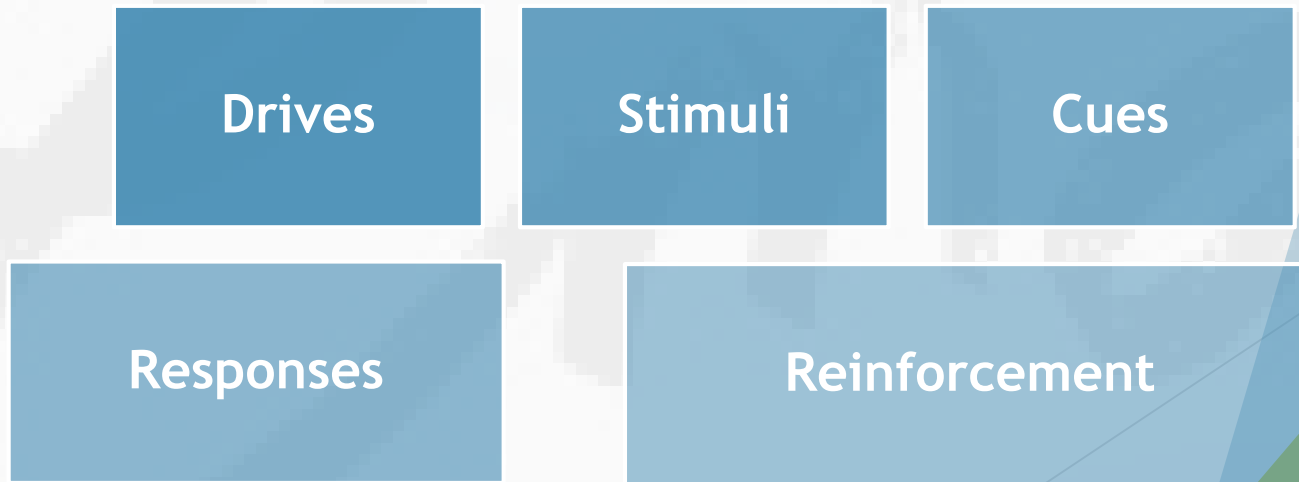 Drives
Stimuli
Cues
Responses
Reinforcement